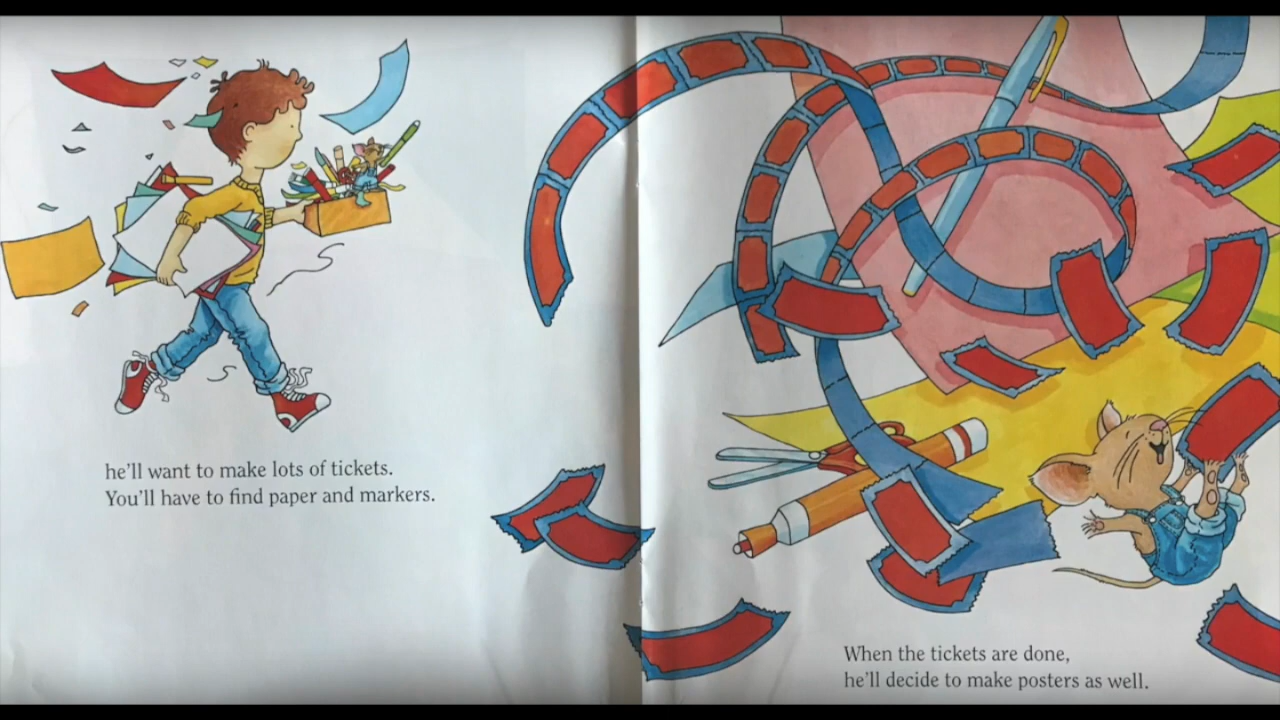 he'll want to make lots of tickets.
You'll have to find paper and markers.
When the tickets are done,
he'll decide to make posters as well.